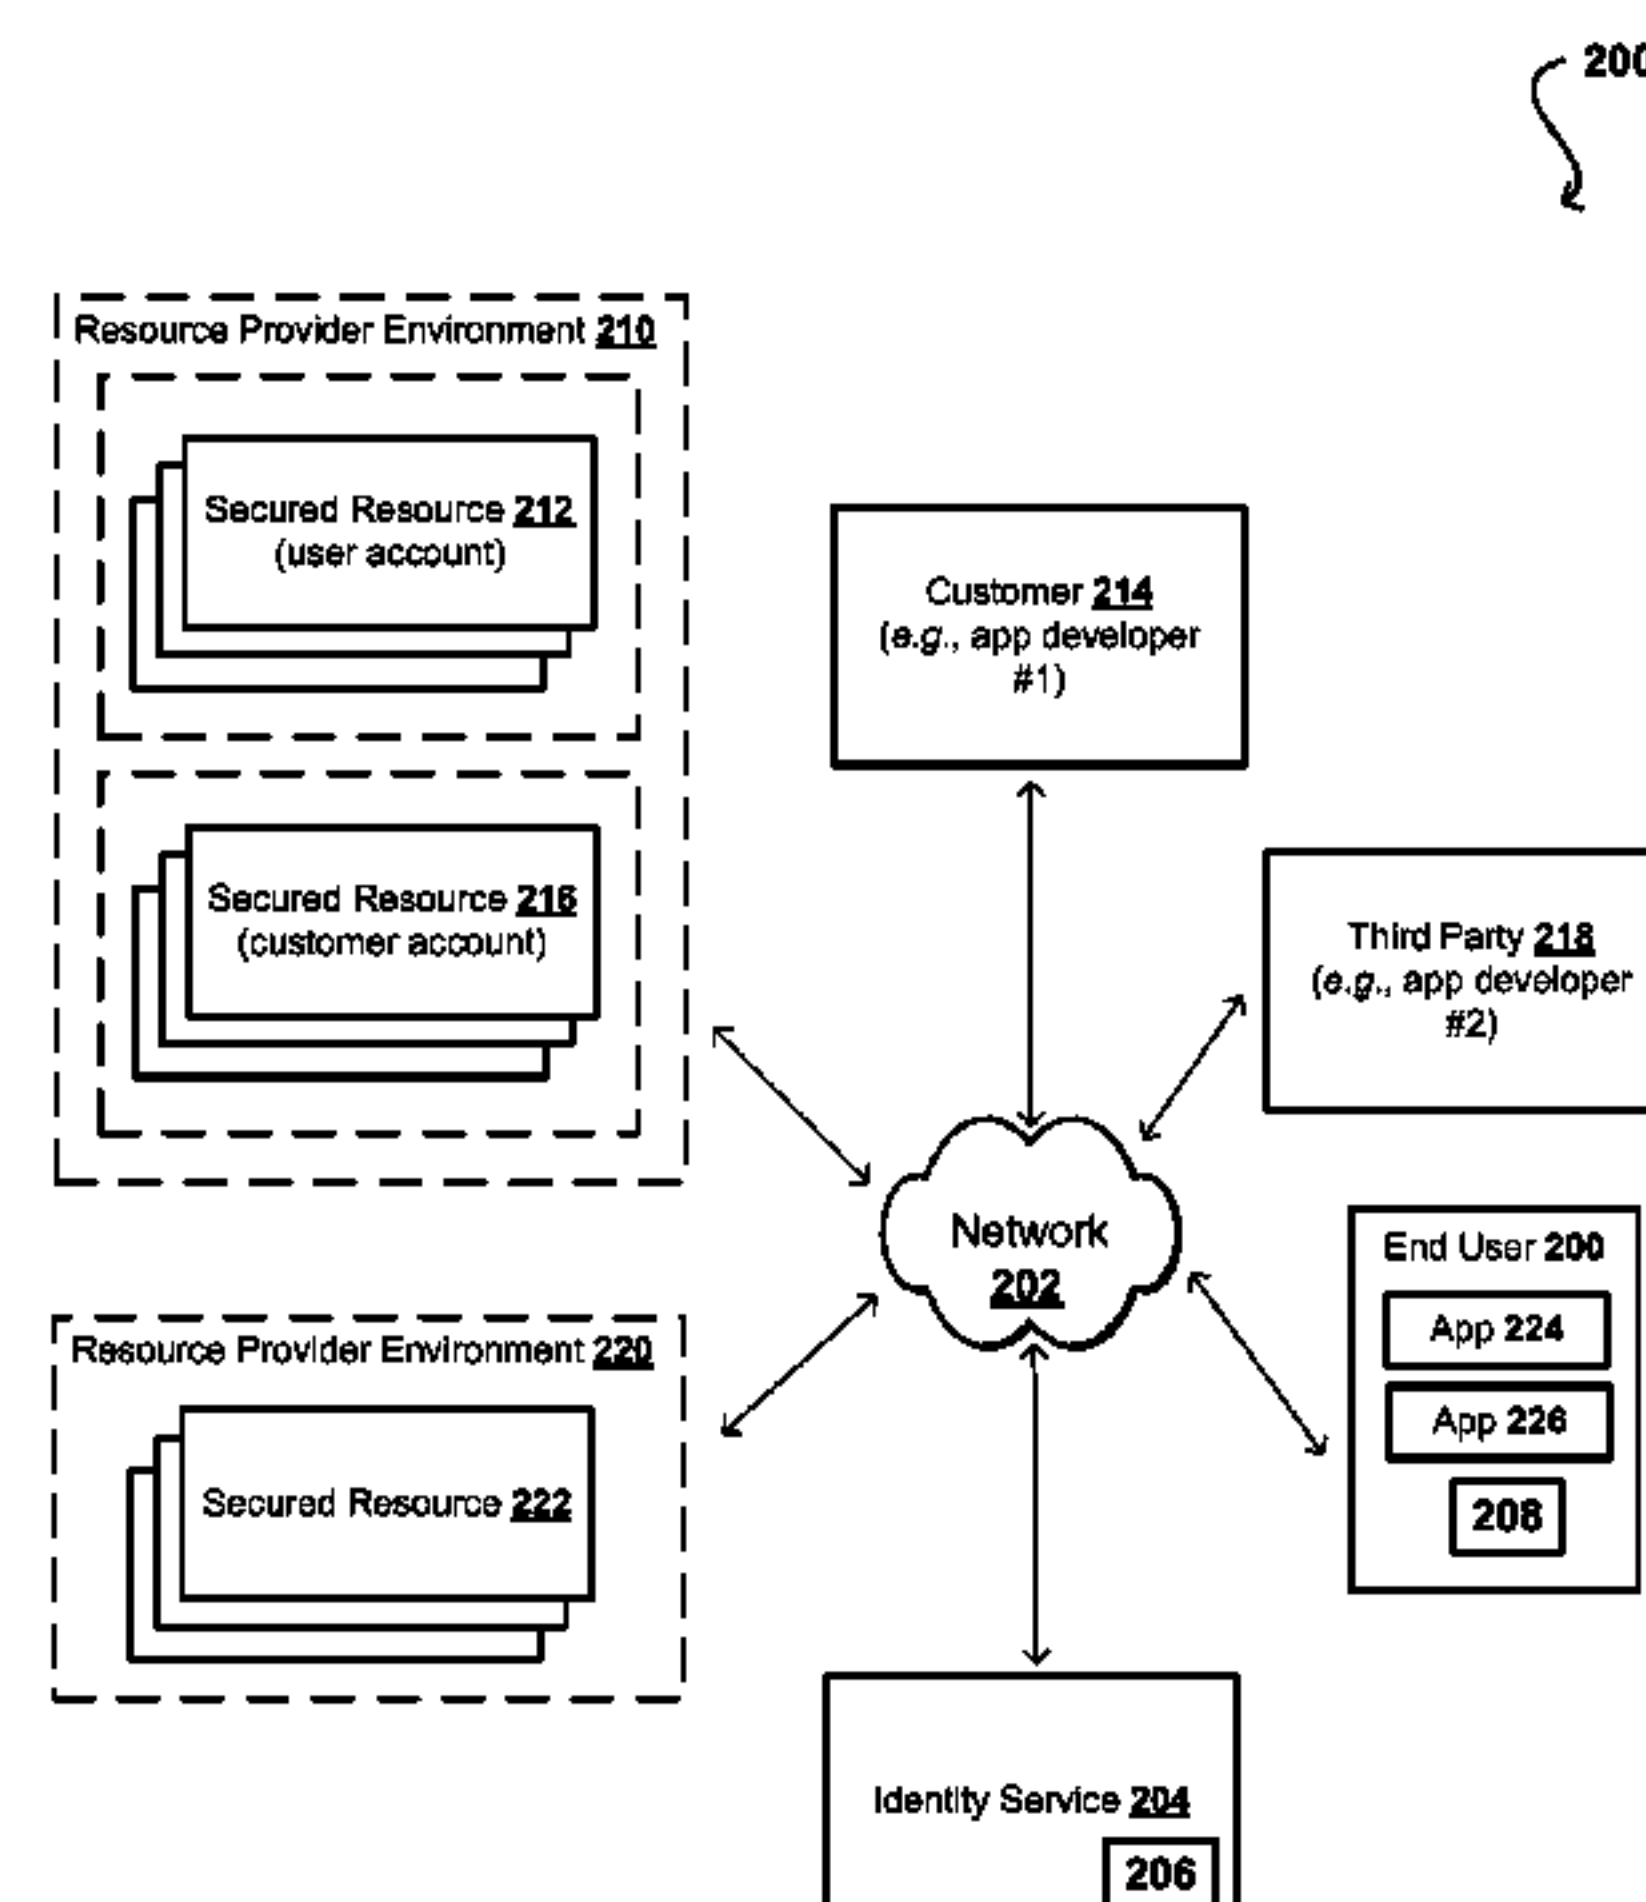 200
Resource Provider Environment 210
Secured Resource 212
(user account)
Customer 214
(e.g., app developer
#1)
Secured Resource 216
(customer account)
Third Party 218
(e.g., app developer
#2)
Network
202
End User 200
App 224
App 226
208
Resource Provider Environment 220
Secured Resource 222
Identity Service 204
206